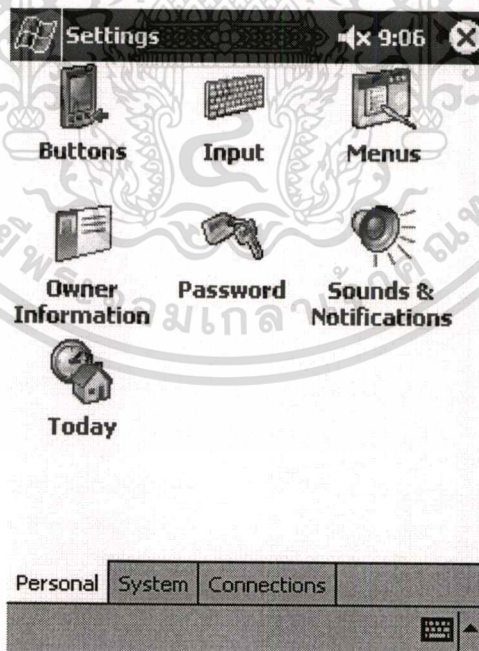 Settings 9:06
Buttons Input Menus
Owner Information Password Sounds & Notifications
Today
Personal System Connections